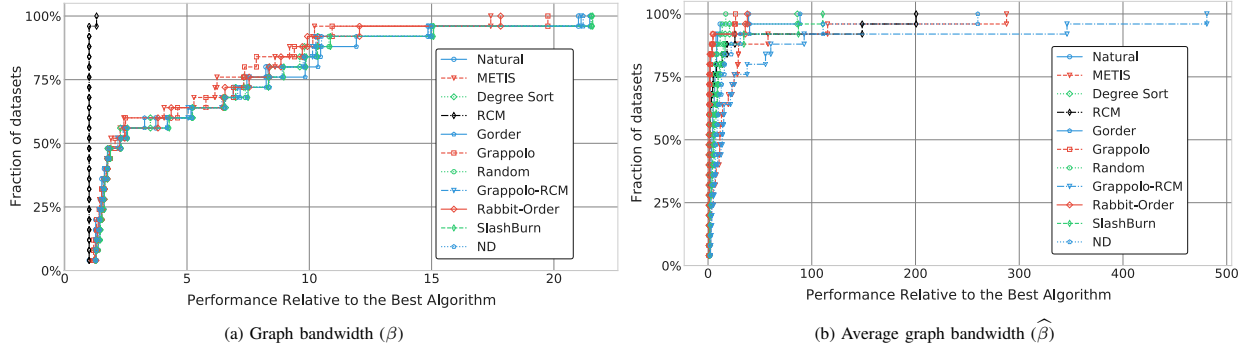 100%
75%
50%
25%
0%
Fraction of datasets
0
5
10
15
20
Performance Relative to the Best Algorithm
Natural
METIS
Degree Sort
RCM
Gorder
Grappolo
Random
Grappolo-RCM
Rabbit-Order
SlashBurn
ND
(a) Graph bandwidth (β)
100%
75%
50%
25%
0%
Fraction of datasets
0
100
200
300
400
500
Performance Relative to the Best Algorithm
Natural
METIS
Degree Sort
RCM
Gorder
Grappolo
Random
Grappolo-RCM
Rabbit-Order
SlashBurn
ND
(b) Average graph bandwidth (β̂)